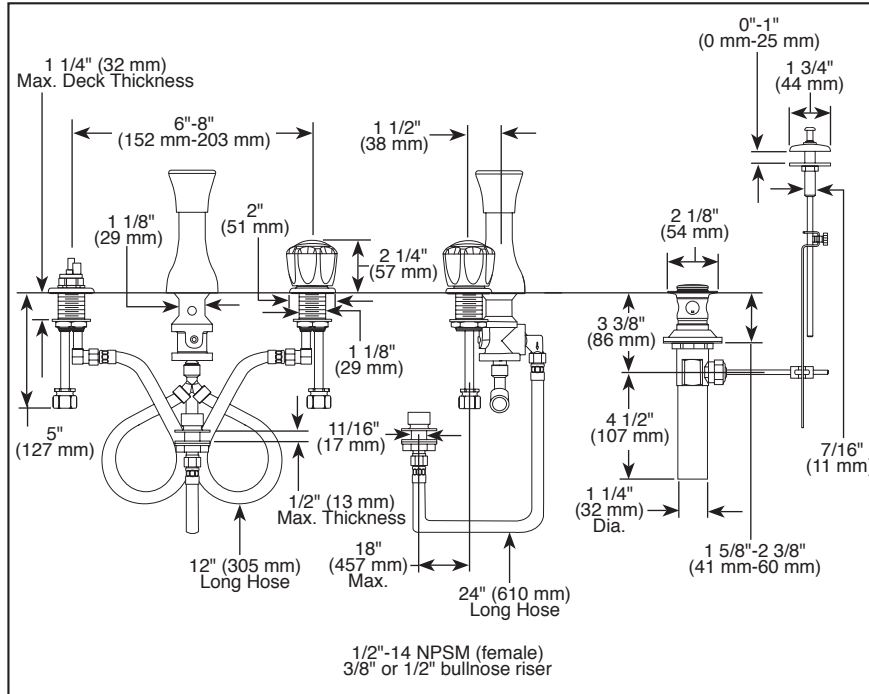 0"-1"
(0 mm-25 mm)
1 1/4" (32 mm)
Max. Deck Thickness
1 3/4"
(44 mm)
6"-8"
(152 mm-203 mm)
1 1/2"
(38 mm)
1 1/8"
(29 mm)
2"
(51 mm)
2 1/4"
(57 mm)
2 1/8"
(54 mm)
3 3/8"
(86 mm)
1 1/8"
(29 mm)
5"
(127 mm)
11/16"
(17 mm)
4 1/2"
(107 mm)
7/16"
(11 mm)
1/2" (13 mm)
Max. Thickness
1 1/4"
(32 mm)
Dia.
18"
(457 mm)
Max.
1 5/8"-2 3/8"
(41 mm-60 mm)
12" (305 mm)
Long Hose
24" (610 mm)
Long Hose
1/2"-14 NPSM (female)
3/8" or 1/2" bullnose riser